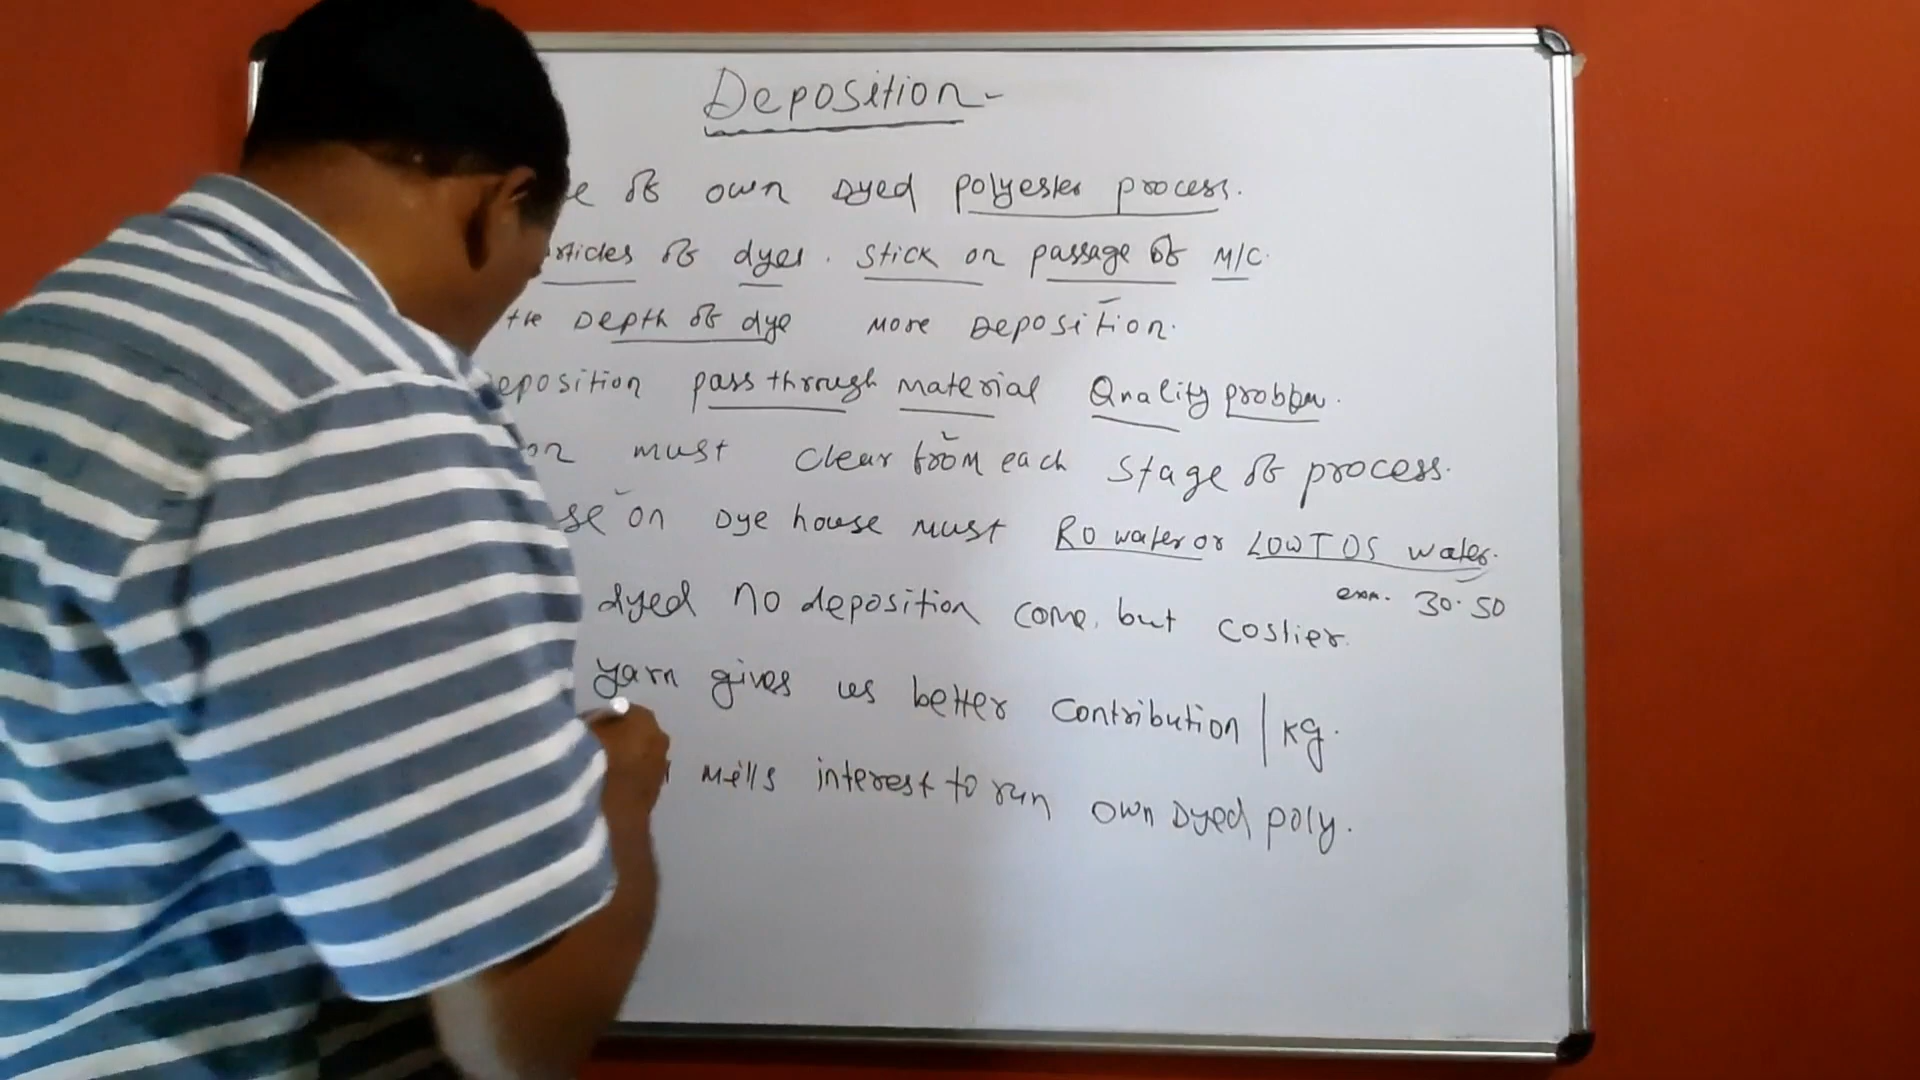 Deposition-
of own Dyed polyester process.
of dyes. Stick on passage of M/C.
the Depth of dye more Deposition.
eposition pass through material Quality problem.
on must clear from each stage of process.
se on Dye house must RO water or LOW TDS water.
exm. 30.50
dyed no deposition come. but costlier.
yarn gives us better contribution / kg.
mills interest to run own Dyed poly.